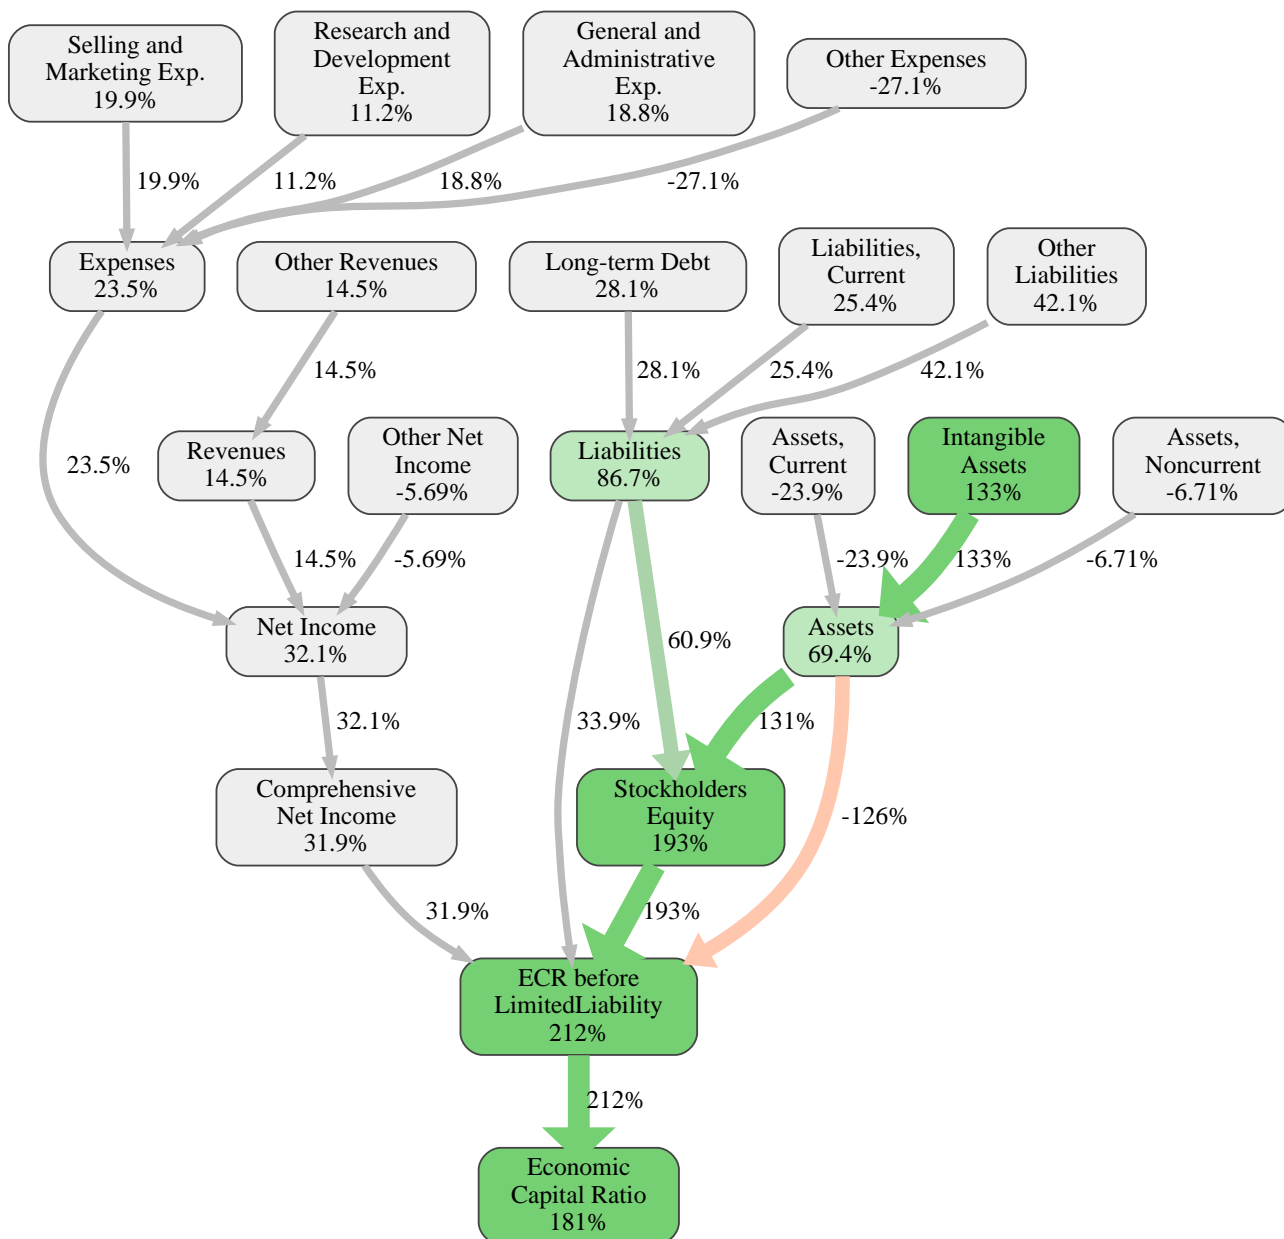 Selling and
Marketing Exp.
19.9%
Research and
Development
Exp.
11.2%
General and
Administrative
Exp.
18.8%
Other Expenses
-27.1%
19.9%
11.2%
18.8%
-27.1%
Expenses
23.5%
Other Revenues
14.5%
Long-term Debt
28.1%
Liabilities,
Current
25.4%
Other
Liabilities
42.1%
14.5%
28.1%
25.4%
42.1%
23.5%
Revenues
14.5%
Other Net
Income
-5.69%
Liabilities
86.7%
Assets,
Current
-23.9%
Intangible
Assets
133%
Assets,
Noncurrent
-6.71%
14.5%
-5.69%
-23.9%
133%
-6.71%
Net Income
32.1%
60.9%
Assets
69.4%
32.1%
33.9%
131%
Comprehensive
Net Income
31.9%
Stockholders
Equity
193%
-126%
31.9%
193%
ECR before
LimitedLiability
212%
212%
Economic
Capital Ratio
181%